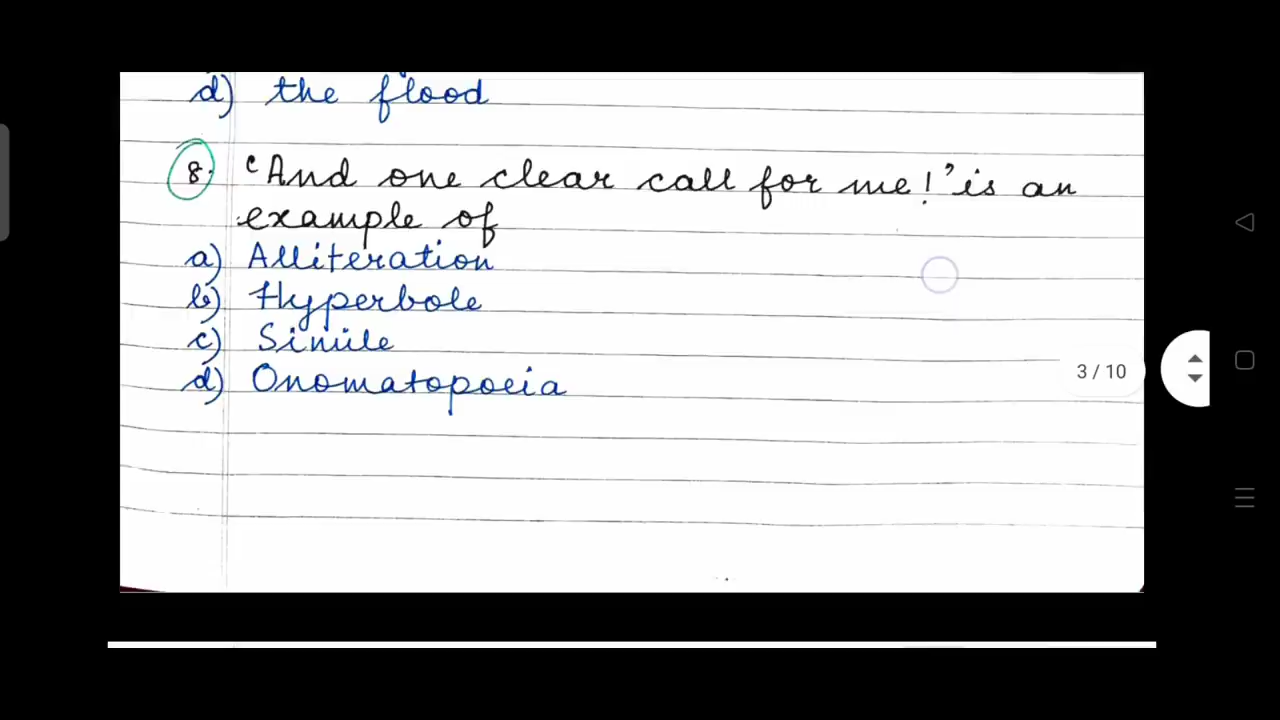 d) the flood
8. 'And one clear call for me!' is an
example of
a) Alliteration
b) Hyperbole
c) Simile
d) Onomatopoeia
3 / 10